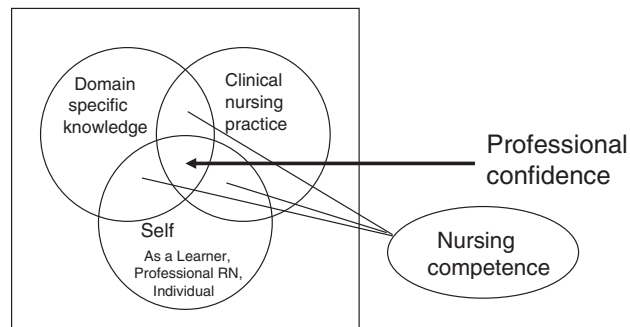 Domain
specific
knowledge
Clinical
nursing
practice
Professional
confidence
Self
As a Learner,
Professional RN,
Individual
Nursing
competence